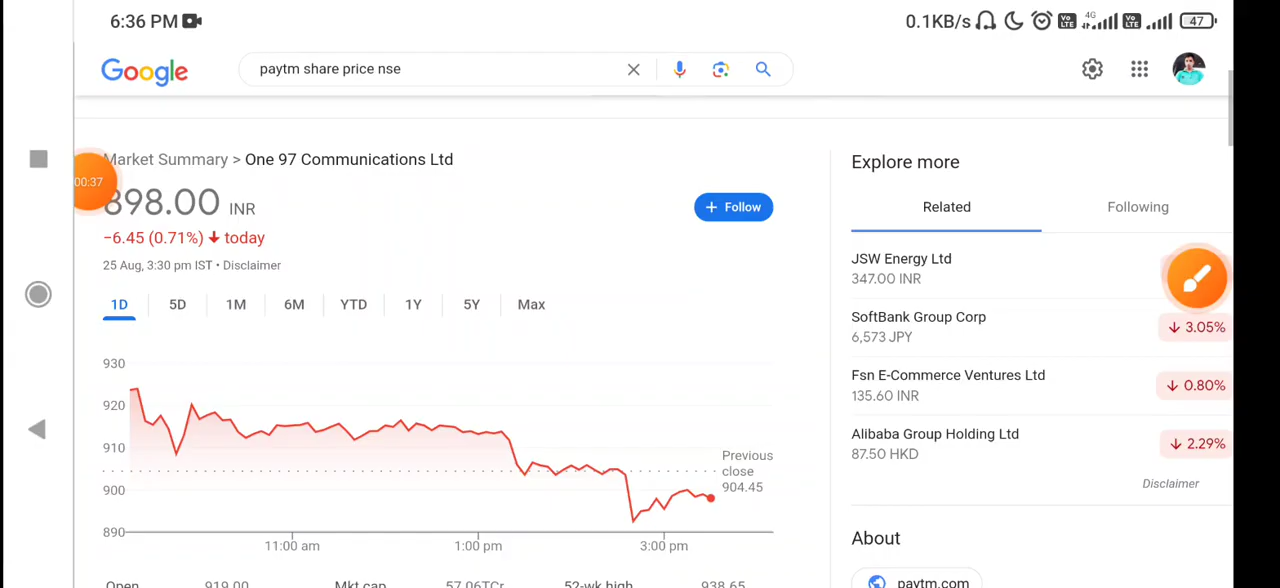 6:36 PM
0.1KB/s
4G
Vo LTE
Vo LTE
47
Google
paytm share price nse
Market Summary > One 97 Communications Ltd
00:37
898.00 INR
+ Follow
−6.45 (0.71%) ↓ today
25 Aug, 3:30 pm IST • Disclaimer
1D 5D 1M 6M YTD 1Y 5Y Max
930
920
910
900
890
Previous
close
904.45
11:00 am 1:00 pm 3:00 pm
Open 919.00 Mkt cap 57.06TCr 52-wk high 938.65
Explore more
Related Following
JSW Energy Ltd
347.00 INR
SoftBank Group Corp
6,573 JPY
↓ 3.05%
Fsn E-Commerce Ventures Ltd
135.60 INR
↓ 0.80%
Alibaba Group Holding Ltd
87.50 HKD
↓ 2.29%
Disclaimer
About
paytm.com